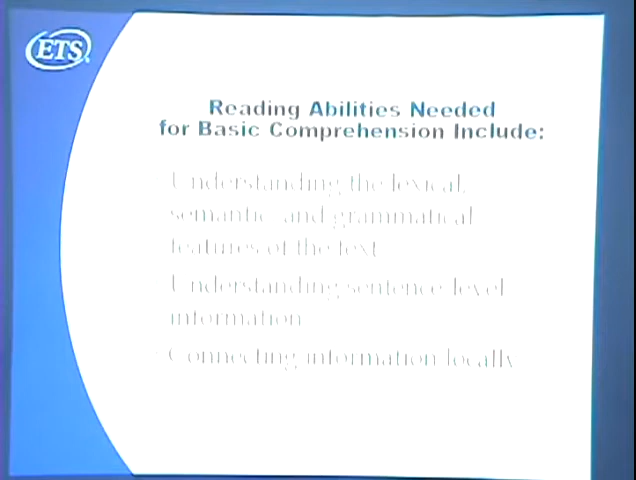 ETS
Reading Abilities Needed
for Basic Comprehension Include:
Understanding the lexical,
semantic and grammatical
features of the text
Understanding sentence-level
information
Connecting information locally